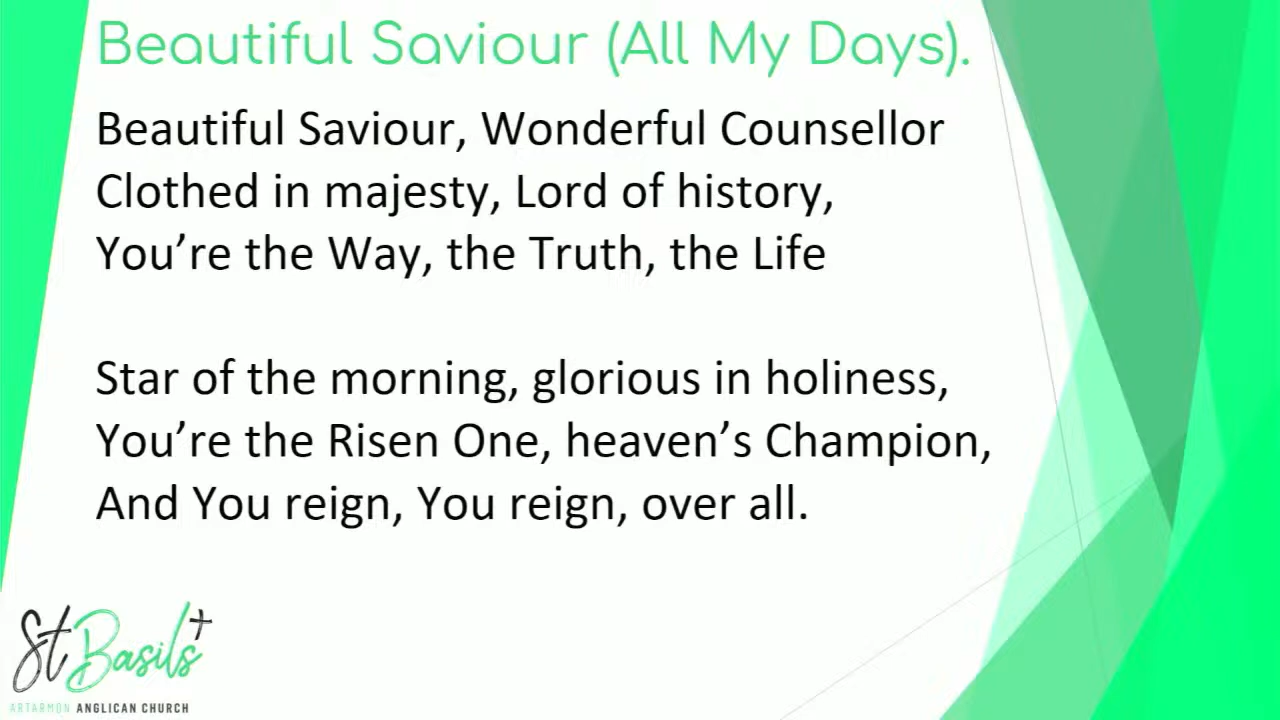 Beautiful Saviour (All My Days).
Beautiful Saviour, Wonderful Counsellor
Clothed in majesty, Lord of history,
You’re the Way, the Truth, the Life
Star of the morning, glorious in holiness,
You’re the Risen One, heaven’s Champion,
And You reign, You reign, over all.
St Basils
ARTARMON ANGLICAN CHURCH